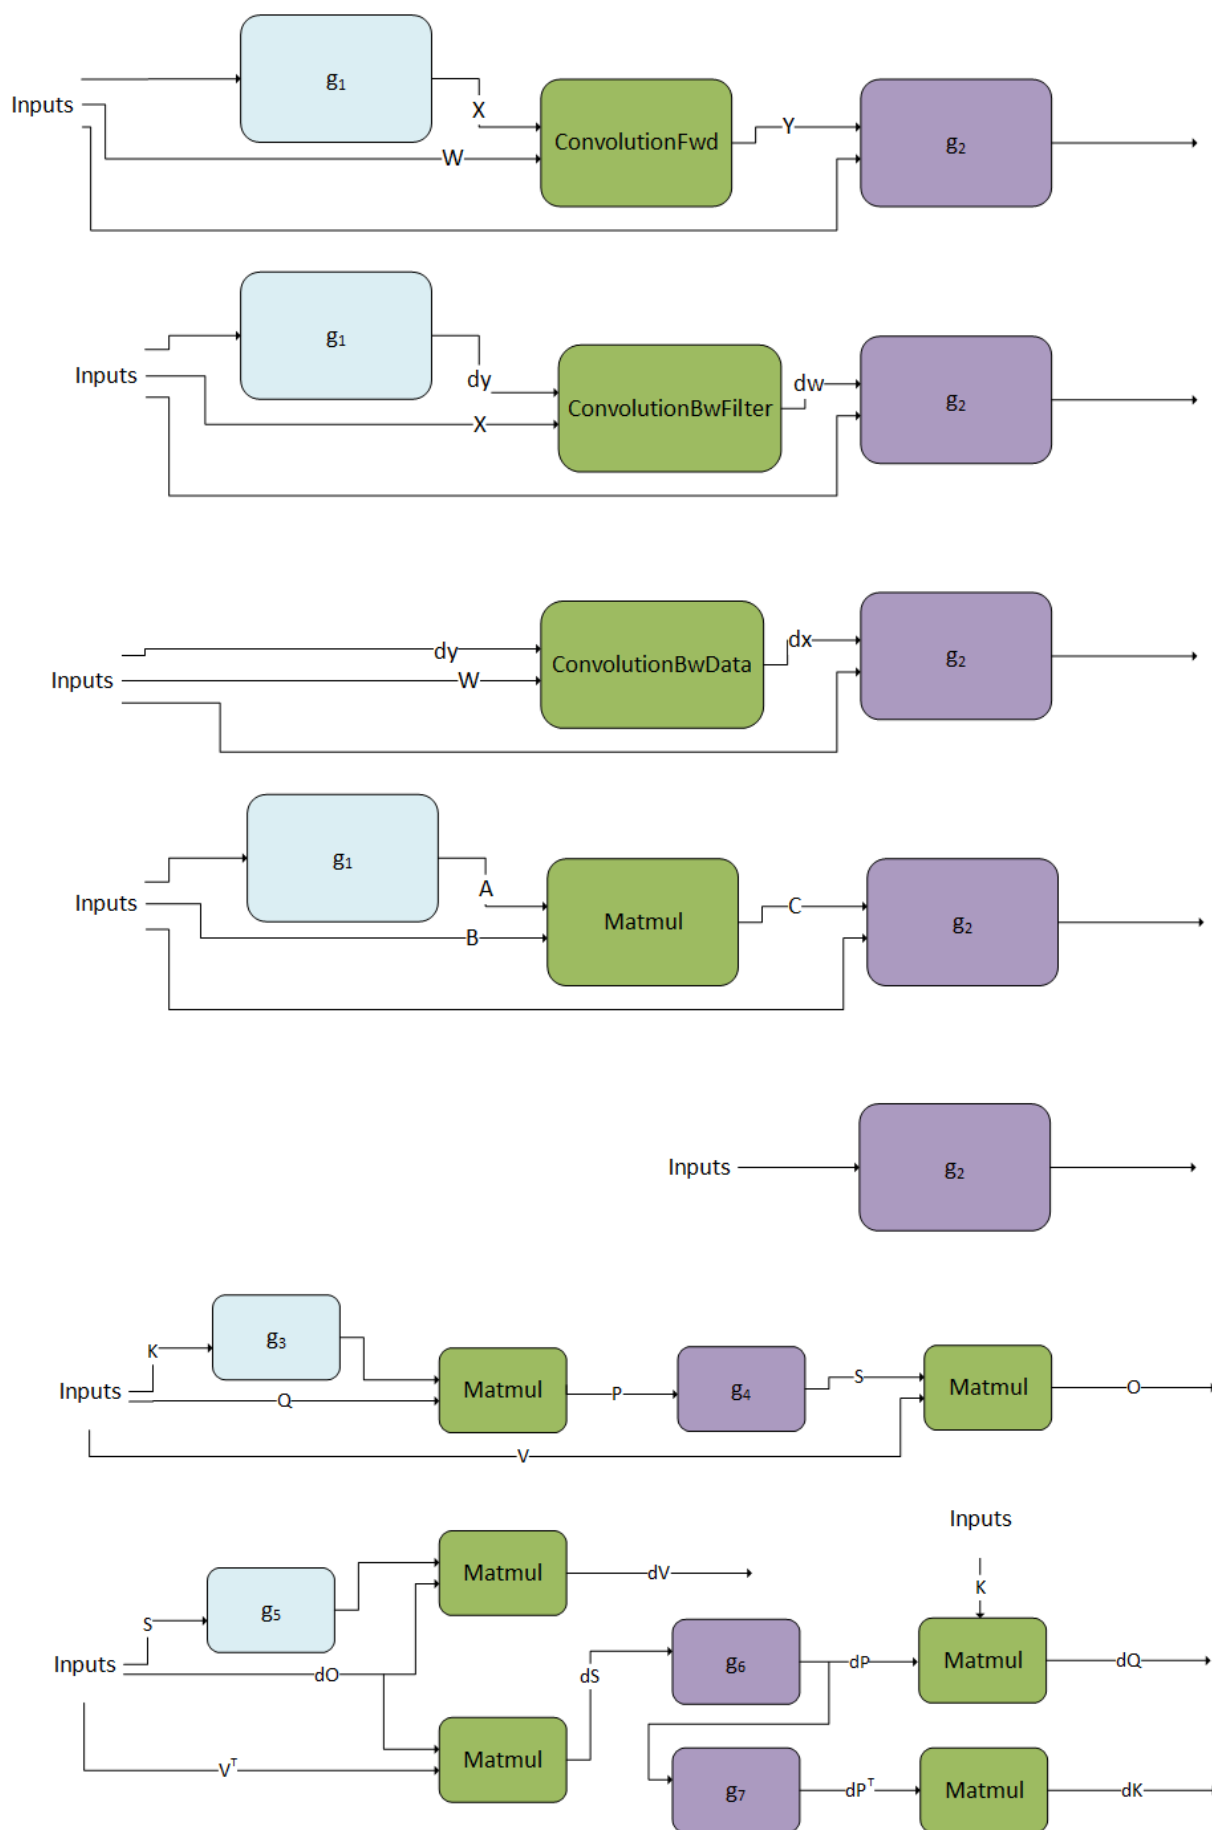 g₁
Inputs
X
W
ConvolutionFwd
Y
g₂
g₁
Inputs
dy
X
ConvolutionBwFilter
dw
g₂
Inputs
dy
W
ConvolutionBwData
dx
g₂
g₁
Inputs
A
B
Matmul
C
g₂
Inputs
g₂
Inputs
K
g₃
Q
V
Matmul
P
g₄
S
Matmul
O
Inputs
S
g₅
dO
Vᵀ
Matmul
dV
Matmul
dS
g₆
dP
Inputs
K
Matmul
dQ
g₇
dPᵀ
Matmul
dK